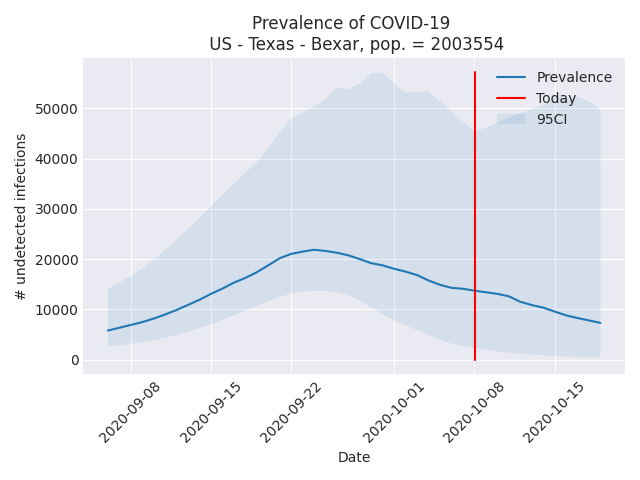 Prevalence of COVID-19
US - Texas - Bexar, pop. = 2003554
Prevalence
Today
95CI
# undetected infections
50000
40000
30000
20000
10000
0
2020-09-08
2020-09-15
2020-09-22
2020-10-01
2020-10-08
2020-10-15
Date